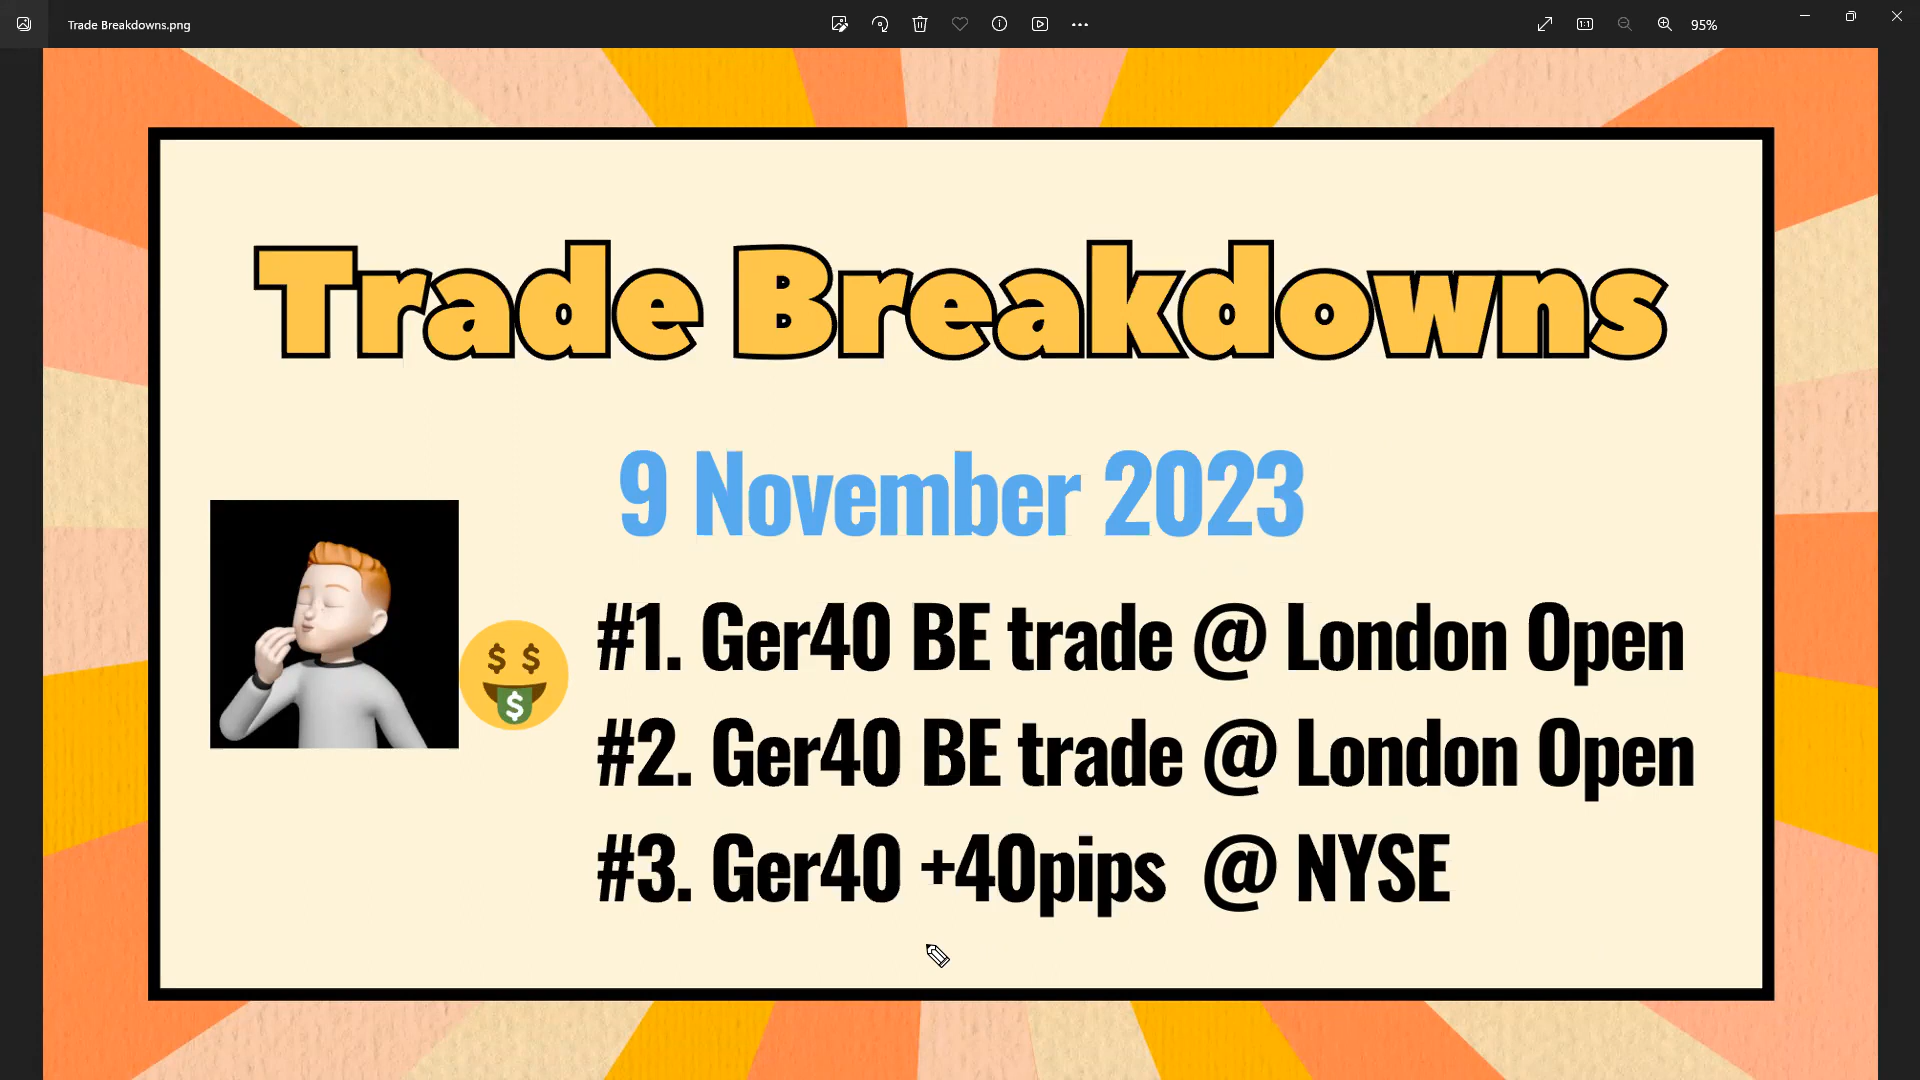 Trade Breakdowns.png
95%
Trade Breakdowns
9 November 2023
#1. Ger40 BE trade @ London Open
#2. Ger40 BE trade @ London Open
#3. Ger40 +40pips @ NYSE